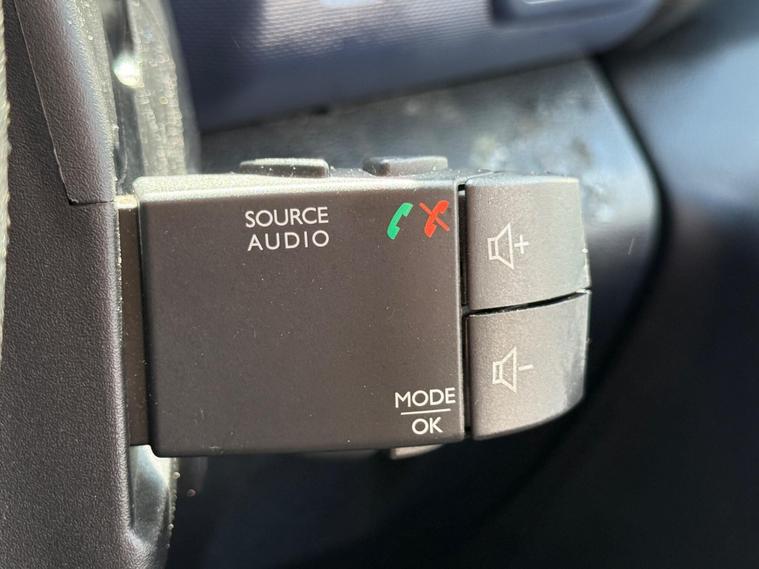 SOURCE
AUDIO
+
-
MODE
OK